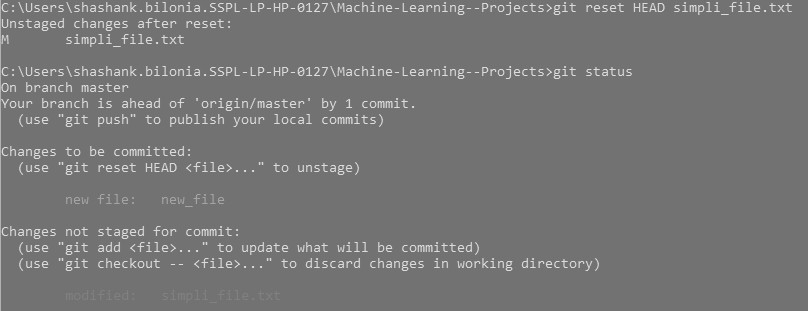 C:\Users\shashank.bilonia.SSPL-LP-HP-0127\Machine-Learning--Projects>git reset HEAD simpli_file.txt
Unstaged changes after reset:
M       simpli_file.txt
C:\Users\shashank.bilonia.SSPL-LP-HP-0127\Machine-Learning--Projects>git status
On branch master
Your branch is ahead of 'origin/master' by 1 commit.
  (use "git push" to publish your local commits)
Changes to be committed:
  (use "git reset HEAD <file>..." to unstage)
        new file:   new_file
Changes not staged for commit:
  (use "git add <file>..." to update what will be committed)
  (use "git checkout -- <file>..." to discard changes in working directory)
        modified:   simpli_file.txt